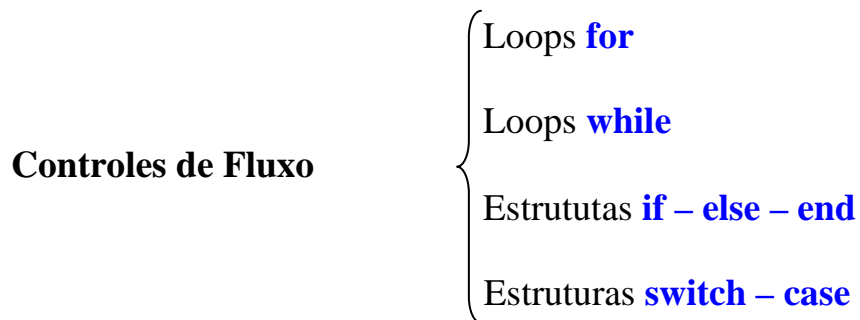 Controles de Fluxo
Loops for
Loops while
Estrututas if – else – end
Estruturas switch – case